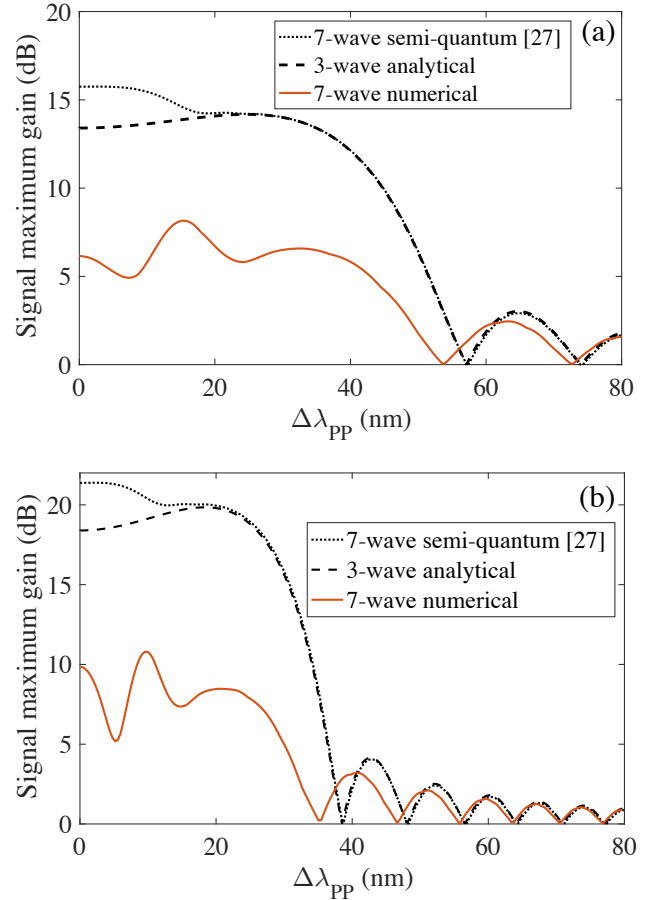 (a)
7-wave semi-quantum [27]
3-wave analytical
7-wave numerical
Signal maximum gain (dB)
20
15
10
5
0
0 20 40 60 80
Δλ_PP (nm)
(b)
7-wave semi-quantum [27]
3-wave analytical
7-wave numerical
Signal maximum gain (dB)
20
15
10
5
0
0 20 40 60 80
Δλ_PP (nm)